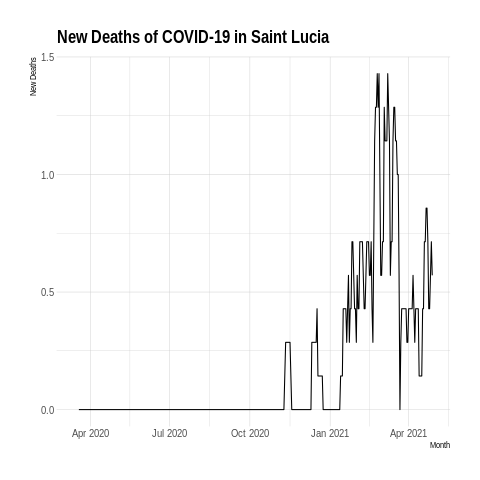 New Deaths of COVID-19 in Saint Lucia
New Deaths
1.5
1.0
0.5
0.0
Apr 2020 Jul 2020 Oct 2020 Jan 2021 Apr 2021
Month